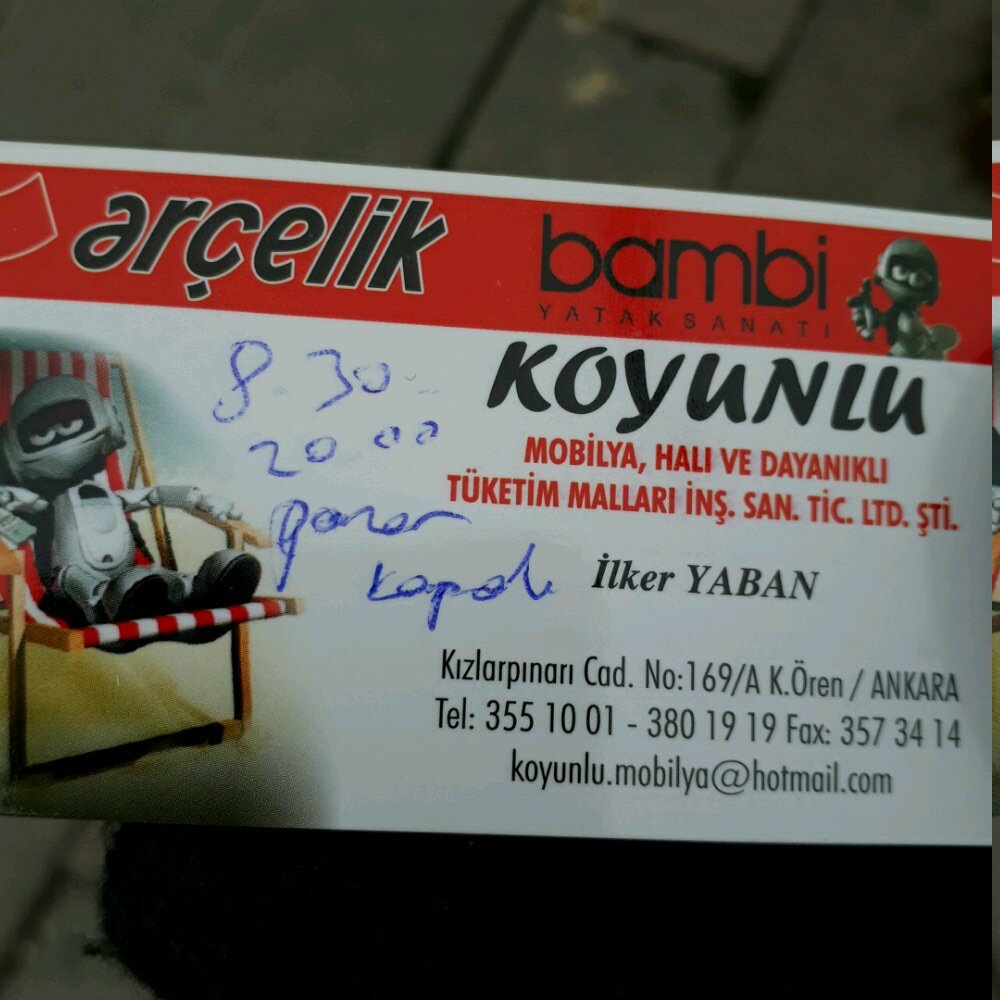 arçelik
bambi
YATAK SANATI
KOYUNLU
MOBİLYA, HALI VE DAYANIKLI
TÜKETİM MALLARI İNŞ. SAN. TİC. LTD. ŞTİ.
8-30-
20 00
Pazar
kapalı
İlker YABAN
Kızlarpınarı Cad. No:169/A K.Ören / ANKARA
Tel: 355 10 01 - 380 19 19 Fax: 357 34 14
koyunlu.mobilya@hotmail.com